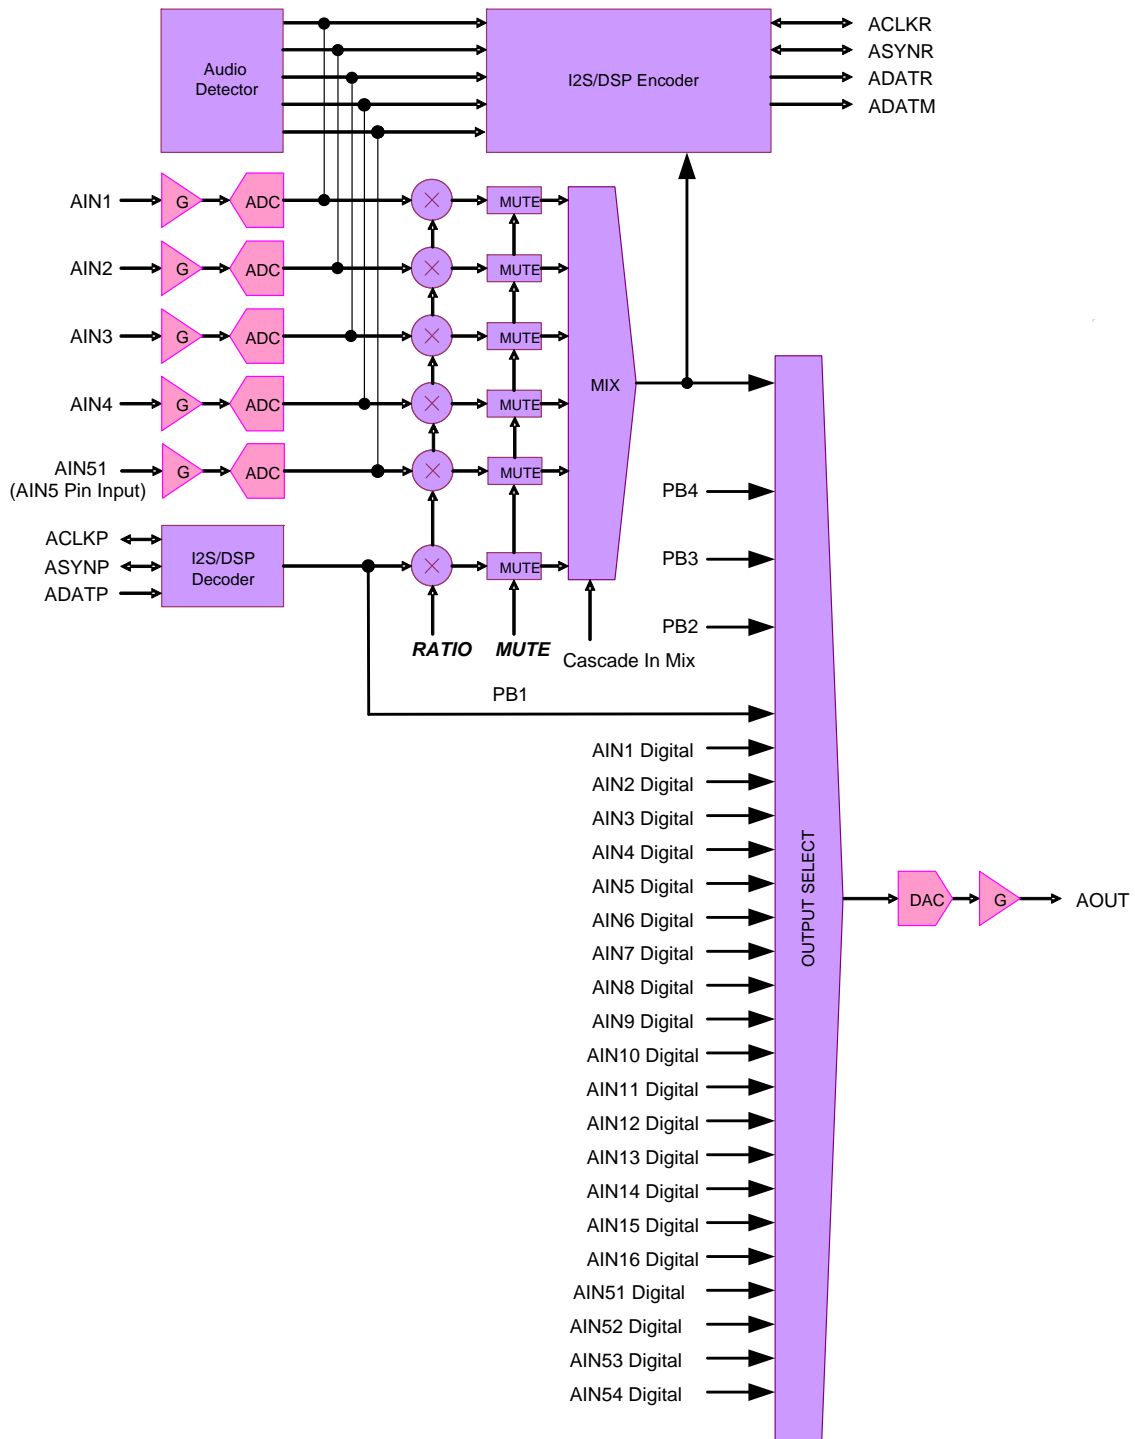 Audio
Detector
I2S/DSP Encoder
ACLKR
ASYNR
ADATR
ADATM
AIN1
G
ADC
MUTE
AIN2
G
ADC
MUTE
AIN3
G
ADC
MUTE
AIN4
G
ADC
MUTE
AIN51
(AIN5 Pin Input)
G
ADC
MUTE
MIX
ACLKP
ASYNP
ADATP
I2S/DSP
Decoder
MUTE
RATIO
MUTE
Cascade In Mix
PB4
PB3
PB2
PB1
AIN1 Digital
AIN2 Digital
AIN3 Digital
AIN4 Digital
AIN5 Digital
AIN6 Digital
AIN7 Digital
AIN8 Digital
AIN9 Digital
AIN10 Digital
AIN11 Digital
AIN12 Digital
AIN13 Digital
AIN14 Digital
AIN15 Digital
AIN16 Digital
AIN51 Digital
AIN52 Digital
AIN53 Digital
AIN54 Digital
OUTPUT SELECT
DAC
G
AOUT